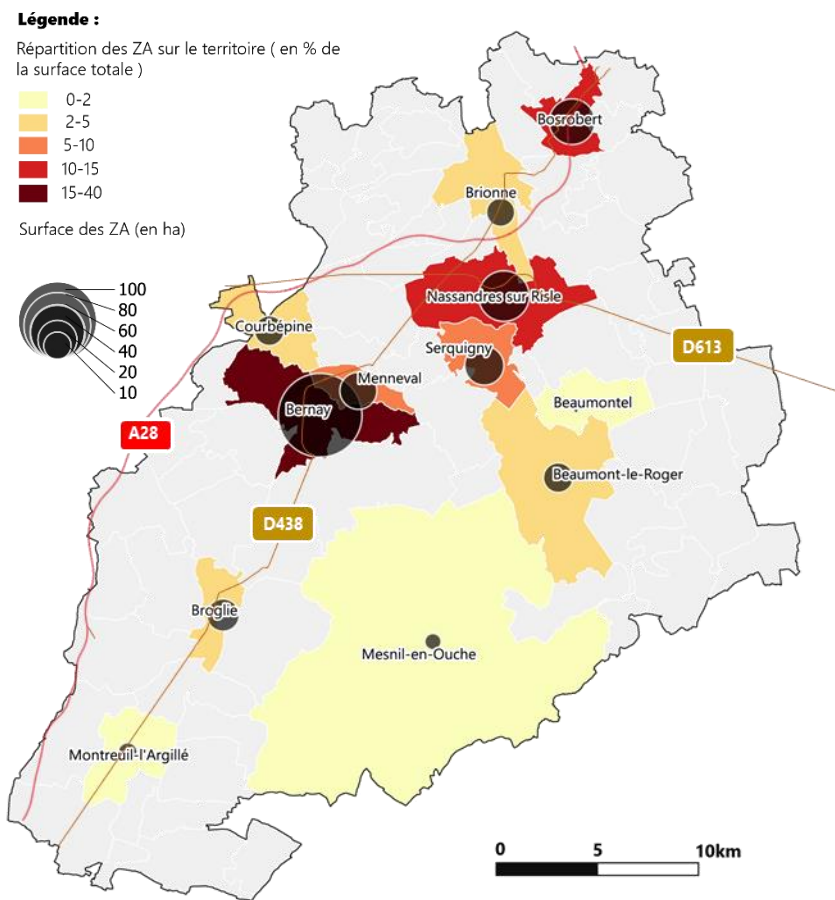 Légende :
Répartition des ZA sur le territoire ( en % de
la surface totale )
0-2
2-5
5-10
10-15
15-40
Surface des ZA (en ha)
100
80
60
40
20
10
Bosrobert
Brionne
Nassandres sur Risle
Courbépine
Serquigny
D613
Menneval
Beaumontel
Bernay
A28
Beaumont-le-Roger
D438
Broglie
Mesnil-en-Ouche
Montreuil-l'Argillé
0 5 10km